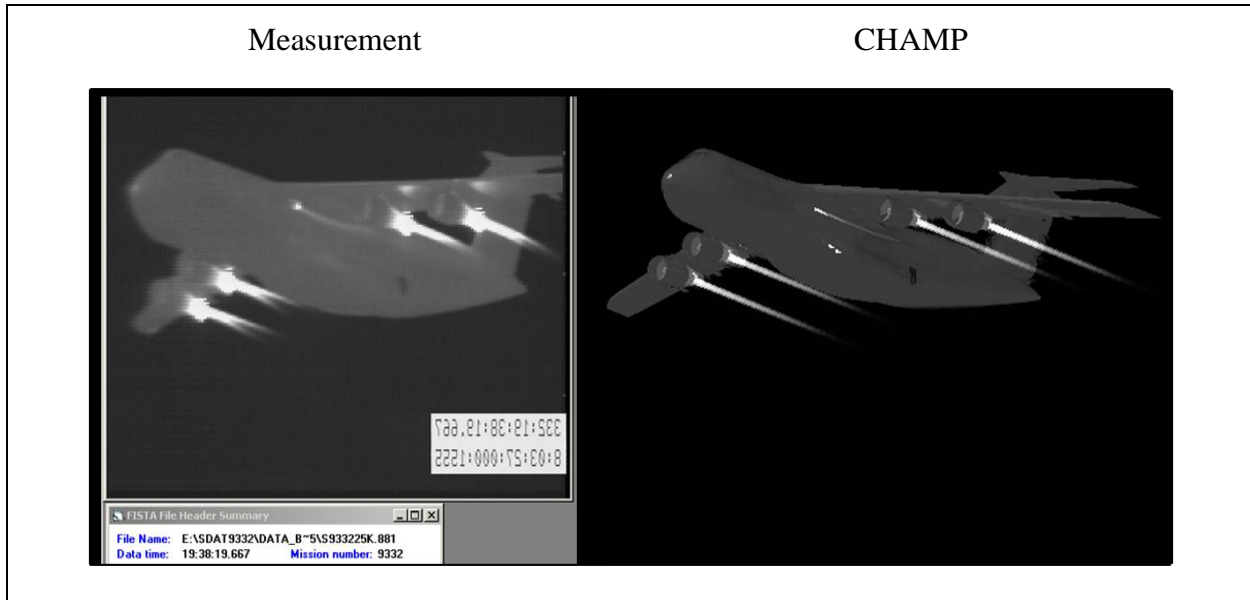 Measurement
CHAMP
332:19:38:19.667
8:03:27:000:1555
FISTA File Header Summary
File Name: E:\SDAT9332\DATA_B~5\S933225K.881
Data time: 19:38:19.667 Mission number: 9332